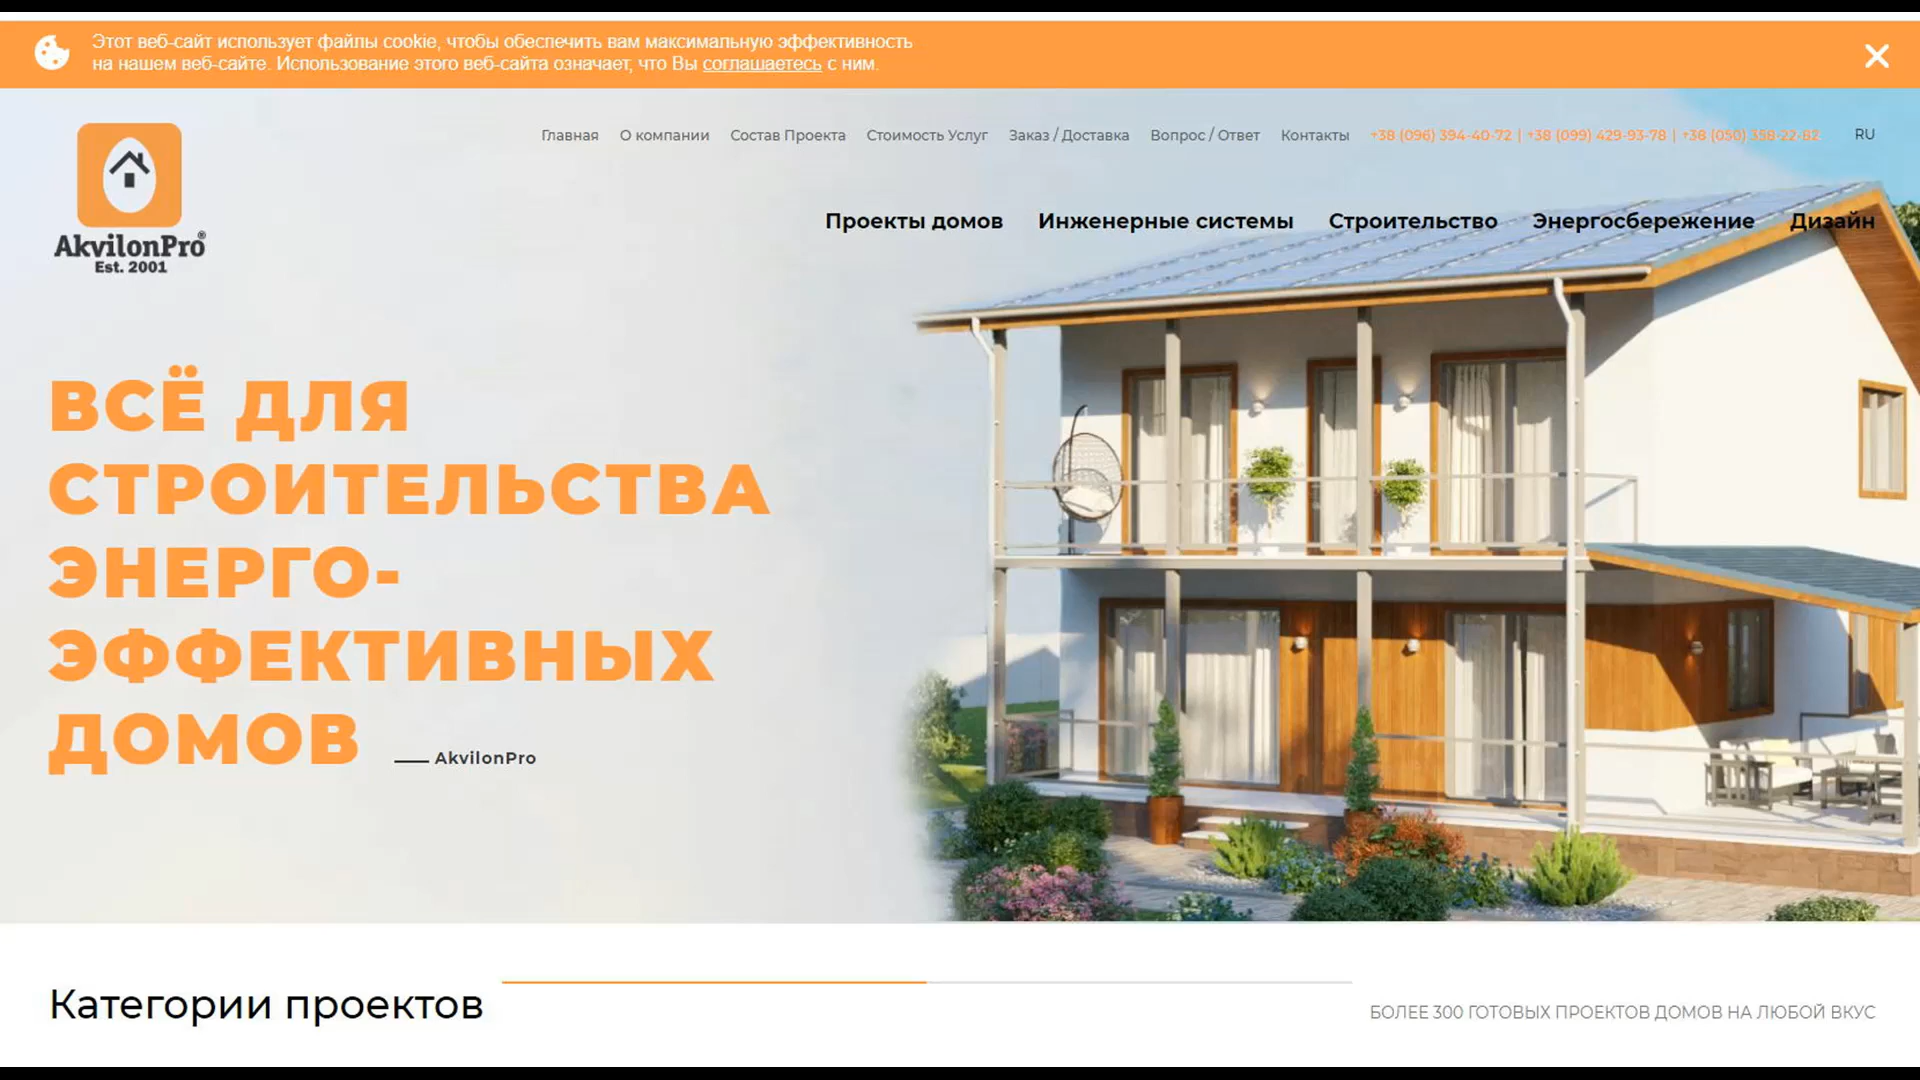 Этот веб-сайт использует файлы cookie, чтобы обеспечить вам максимальную эффективность
на нашем веб-сайте. Использование этого веб-сайта означает, что Вы соглашаетесь с ним.
Главная О компании Состав Проекта Стоимость Услуг Заказ / Доставка Вопрос / Ответ Контакты +38 (096) 394-40-72 | +38 (099) 429-93-78 | +38 (050) 358-22-62 RU
Проекты домов Инженерные системы Строительство Энергосбережение Дизайн
AkvilonPro®
Est. 2001
ВСЁ ДЛЯ
СТРОИТЕЛЬСТВА
ЭНЕРГО-
ЭФФЕКТИВНЫХ
ДОМОВ
AkvilonPro
Категории проектов
БОЛЕЕ 300 ГОТОВЫХ ПРОЕКТОВ ДОМОВ НА ЛЮБОЙ ВКУС